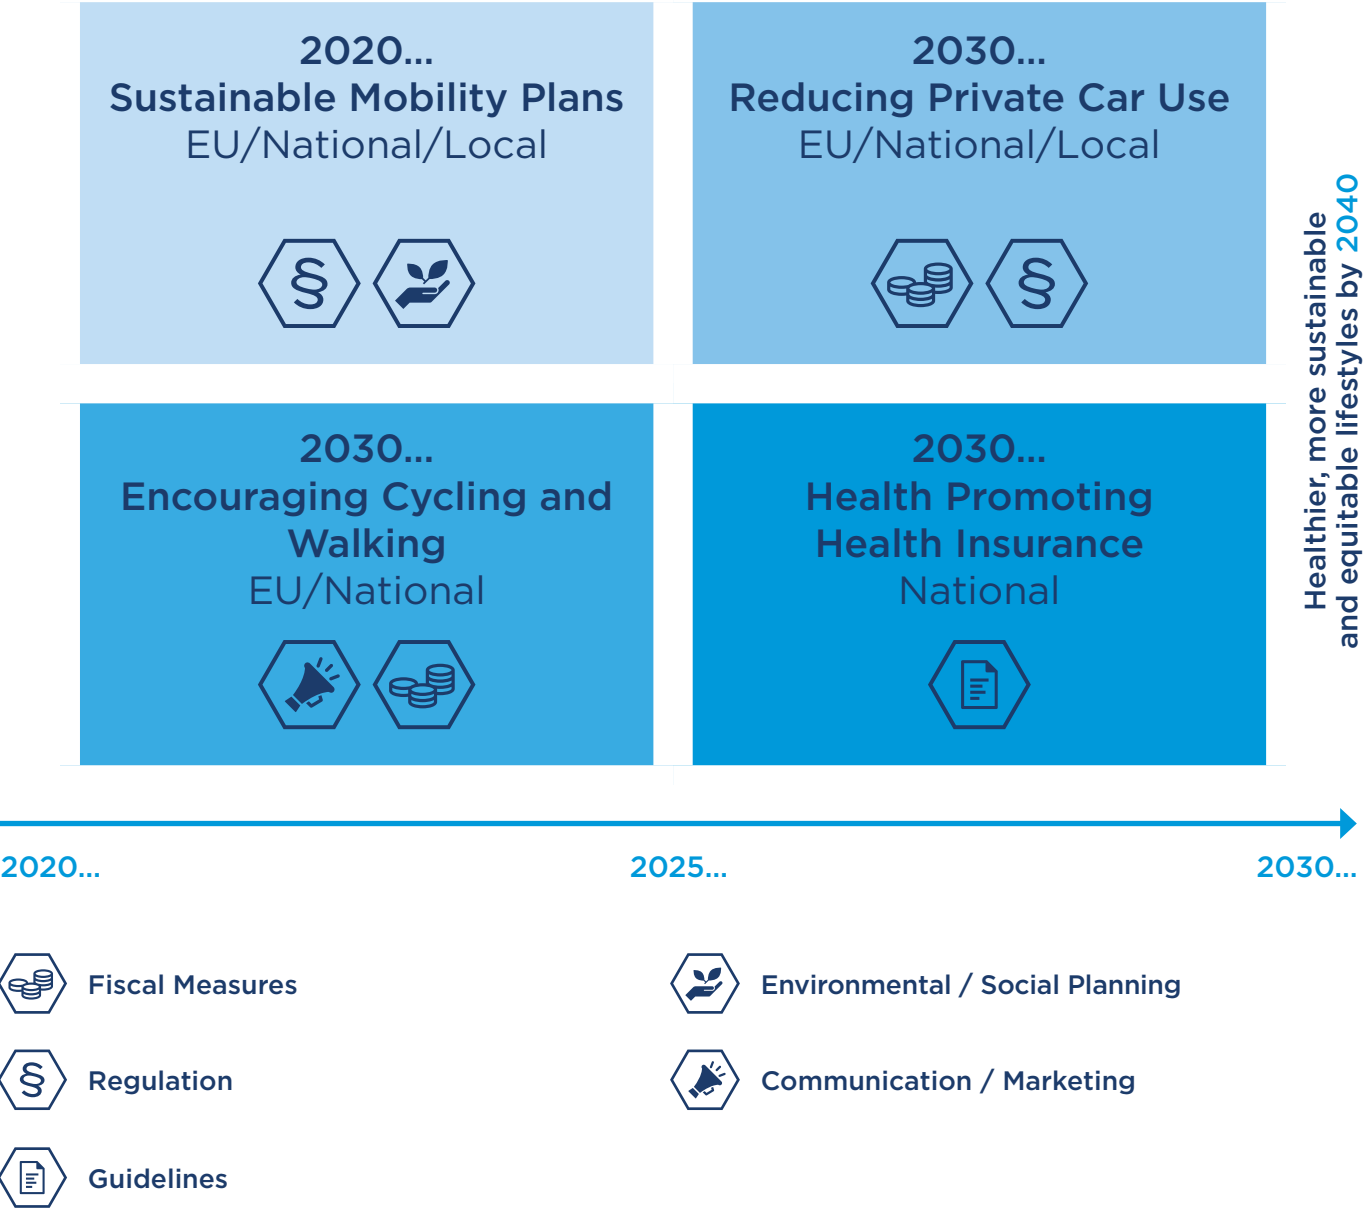 2020...
Sustainable Mobility Plans
EU/National/Local
§
2030...
Reducing Private Car Use
EU/National/Local
§
2030...
Encouraging Cycling and
Walking
EU/National
2030...
Health Promoting
Health Insurance
National
Healthier, more sustainable
and equitable lifestyles by 2040
2020...
2025...
2030...
Fiscal Measures
§ Regulation
Guidelines
Environmental / Social Planning
Communication / Marketing